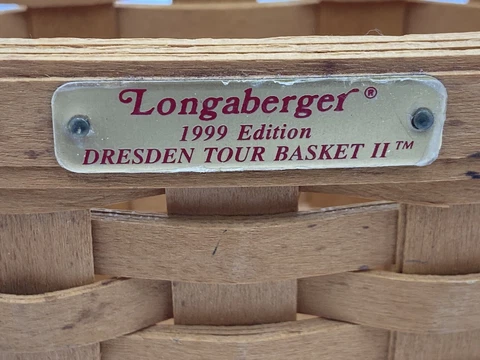 Longaberger®
1999 Edition
DRESDEN TOUR BASKET II™